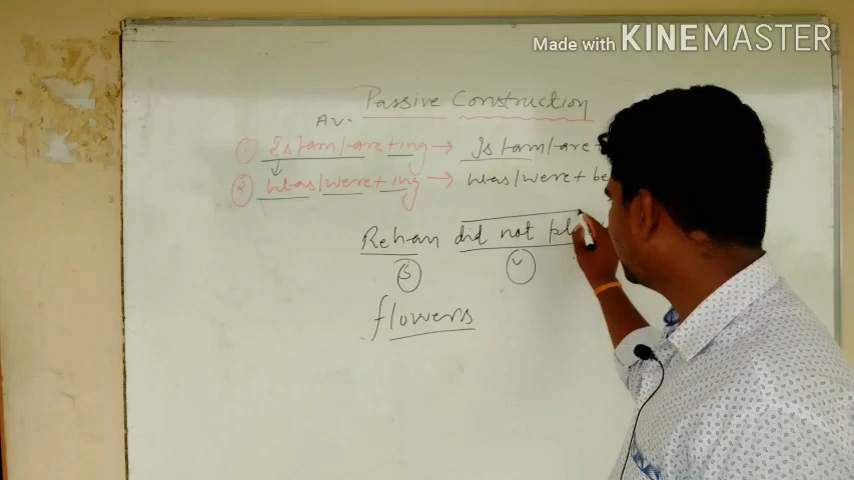 Made with KINEMASTER
Passive Construction
AV-
① Is/am/are+ing → Is/am/are+
② Was/were+ing → Was/were+ be
Rehan did not pl
S V
flowers